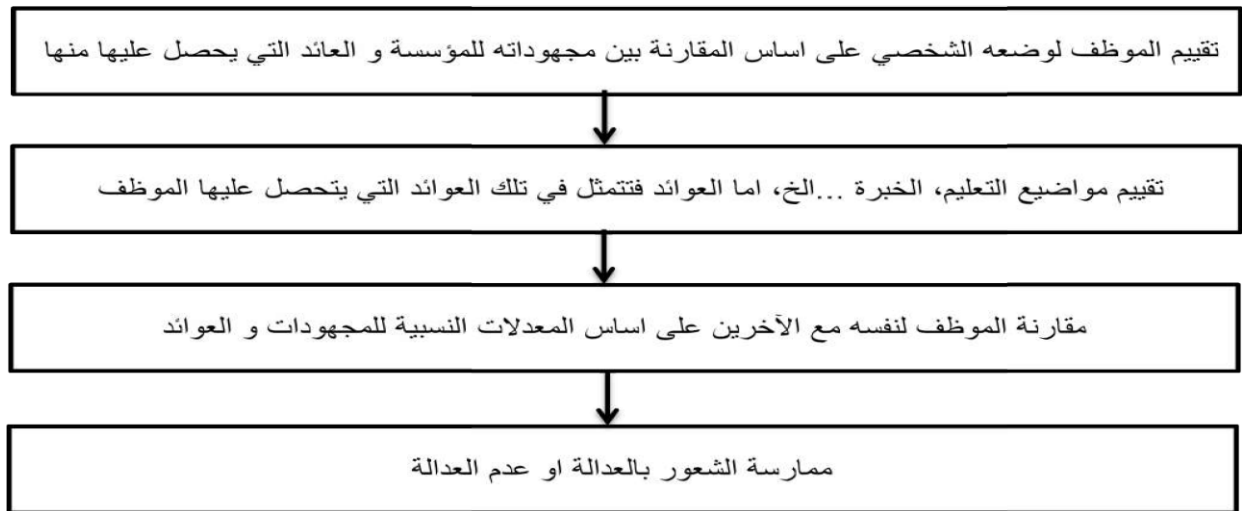 تقييم الموظف لوضعه الشخصي على اساس المقارنة بين مجهوداته للمؤسسة و العائد التي يحصل عليها منها
تقييم مواضيع التعليم، الخبرة ...الخ، اما العوائد فتتمثل في تلك العوائد التي يتحصل عليها الموظف
مقارنة الموظف لنفسه مع الآخرين على اساس المعدلات النسبية للمجهودات و العوائد
ممارسة الشعور بالعدالة او عدم العدالة